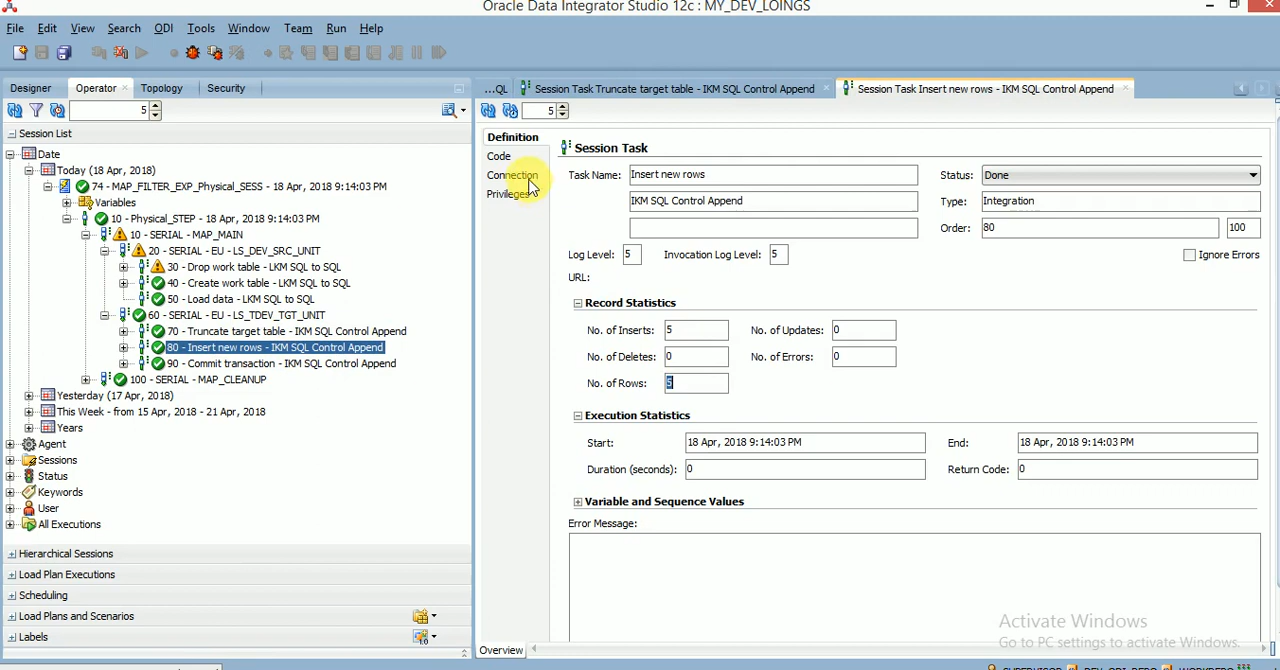 Oracle Data Integrator Studio 12c : MY_DEV_LOINGS
File Edit View Search ODI Tools Window Team Run Help
Designer Operator Topology Security
...QL Session Task Truncate target table - IKM SQL Control Append Session Task Insert new rows - IKM SQL Control Append
5
5
Session List
Date
Today (18 Apr, 2018)
74 - MAP_FILTER_EXP_Physical_SESS - 18 Apr, 2018 9:14:03 PM
Variables
10 - Physical_STEP - 18 Apr, 2018 9:14:03 PM
10 - SERIAL - MAP_MAIN
20 - SERIAL - EU - LS_DEV_SRC_UNIT
30 - Drop work table - LKM SQL to SQL
40 - Create work table - LKM SQL to SQL
50 - Load data - LKM SQL to SQL
60 - SERIAL - EU - LS_TDEV_TGT_UNIT
70 - Truncate target table - IKM SQL Control Append
80 - Insert new rows - IKM SQL Control Append
90 - Commit transaction - IKM SQL Control Append
100 - SERIAL - MAP_CLEANUP
Yesterday (17 Apr, 2018)
This Week - from 15 Apr, 2018 - 21 Apr, 2018
Years
Agent
Sessions
Status
Keywords
User
All Executions
Hierarchical Sessions
Load Plan Executions
Scheduling
Load Plans and Scenarios
Labels
Definition
Code
Connection
Privileges
Session Task
Task Name: Insert new rows Status: Done
IKM SQL Control Append Type: Integration
Order: 80 100
Log Level: 5 Invocation Log Level: 5 Ignore Errors
URL:
Record Statistics
No. of Inserts: 5 No. of Updates: 0
No. of Deletes: 0 No. of Errors: 0
No. of Rows: 5
Execution Statistics
Start: 18 Apr, 2018 9:14:03 PM End: 18 Apr, 2018 9:14:03 PM
Duration (seconds): 0 Return Code: 0
Variable and Sequence Values
Error Message:
Activate Windows
Go to PC settings to activate Windows.
Overview